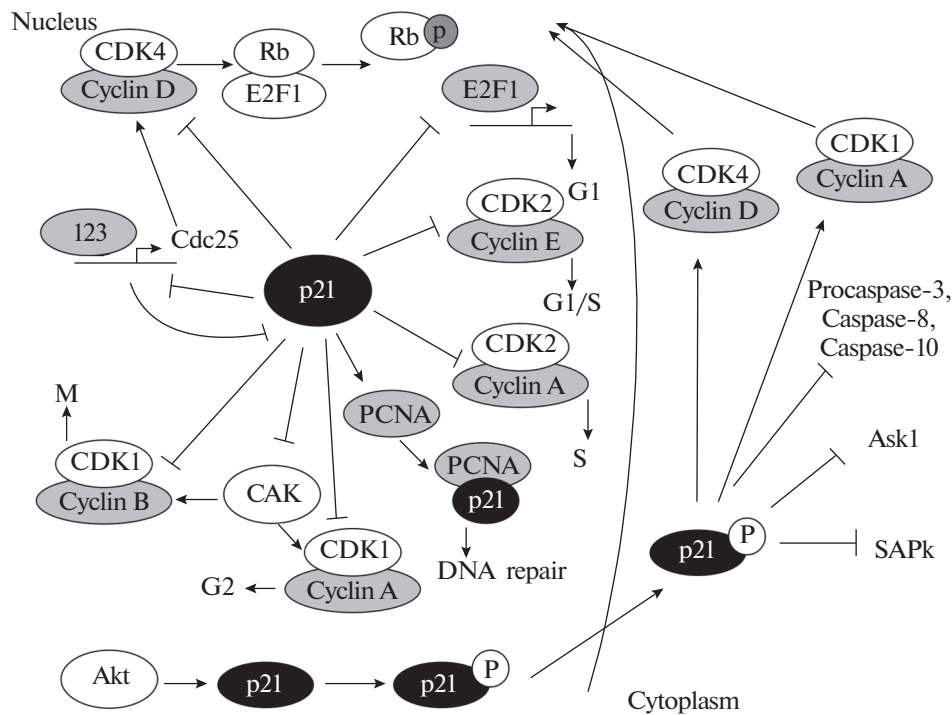 Nucleus
CDK4
Cyclin D
Rb
E2F1
Rb
p
E2F1
G1
CDK2
Cyclin E
G1/S
123
Cdc25
p21
CDK2
Cyclin A
S
M
CDK1
Cyclin B
CAK
PCNA
PCNA
p21
DNA repair
CDK1
Cyclin A
G2
Akt
p21
p21
P
CDK4
Cyclin D
CDK1
Cyclin A
Procaspase-3,
Caspase-8,
Caspase-10
Ask1
p21
P
SAPk
Cytoplasm